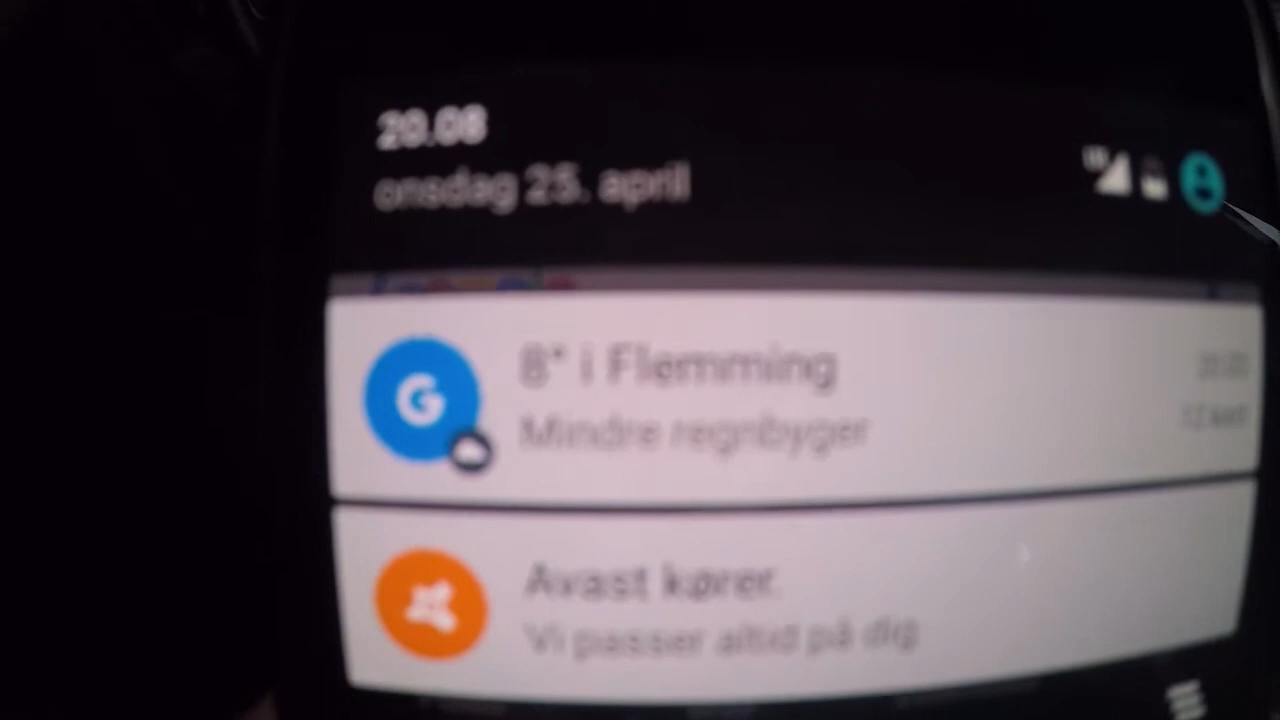 20.08
onsdag 25. april
8° i Flemming
Mindre regnbyger
Avast kører.
Vi passer altid på dig